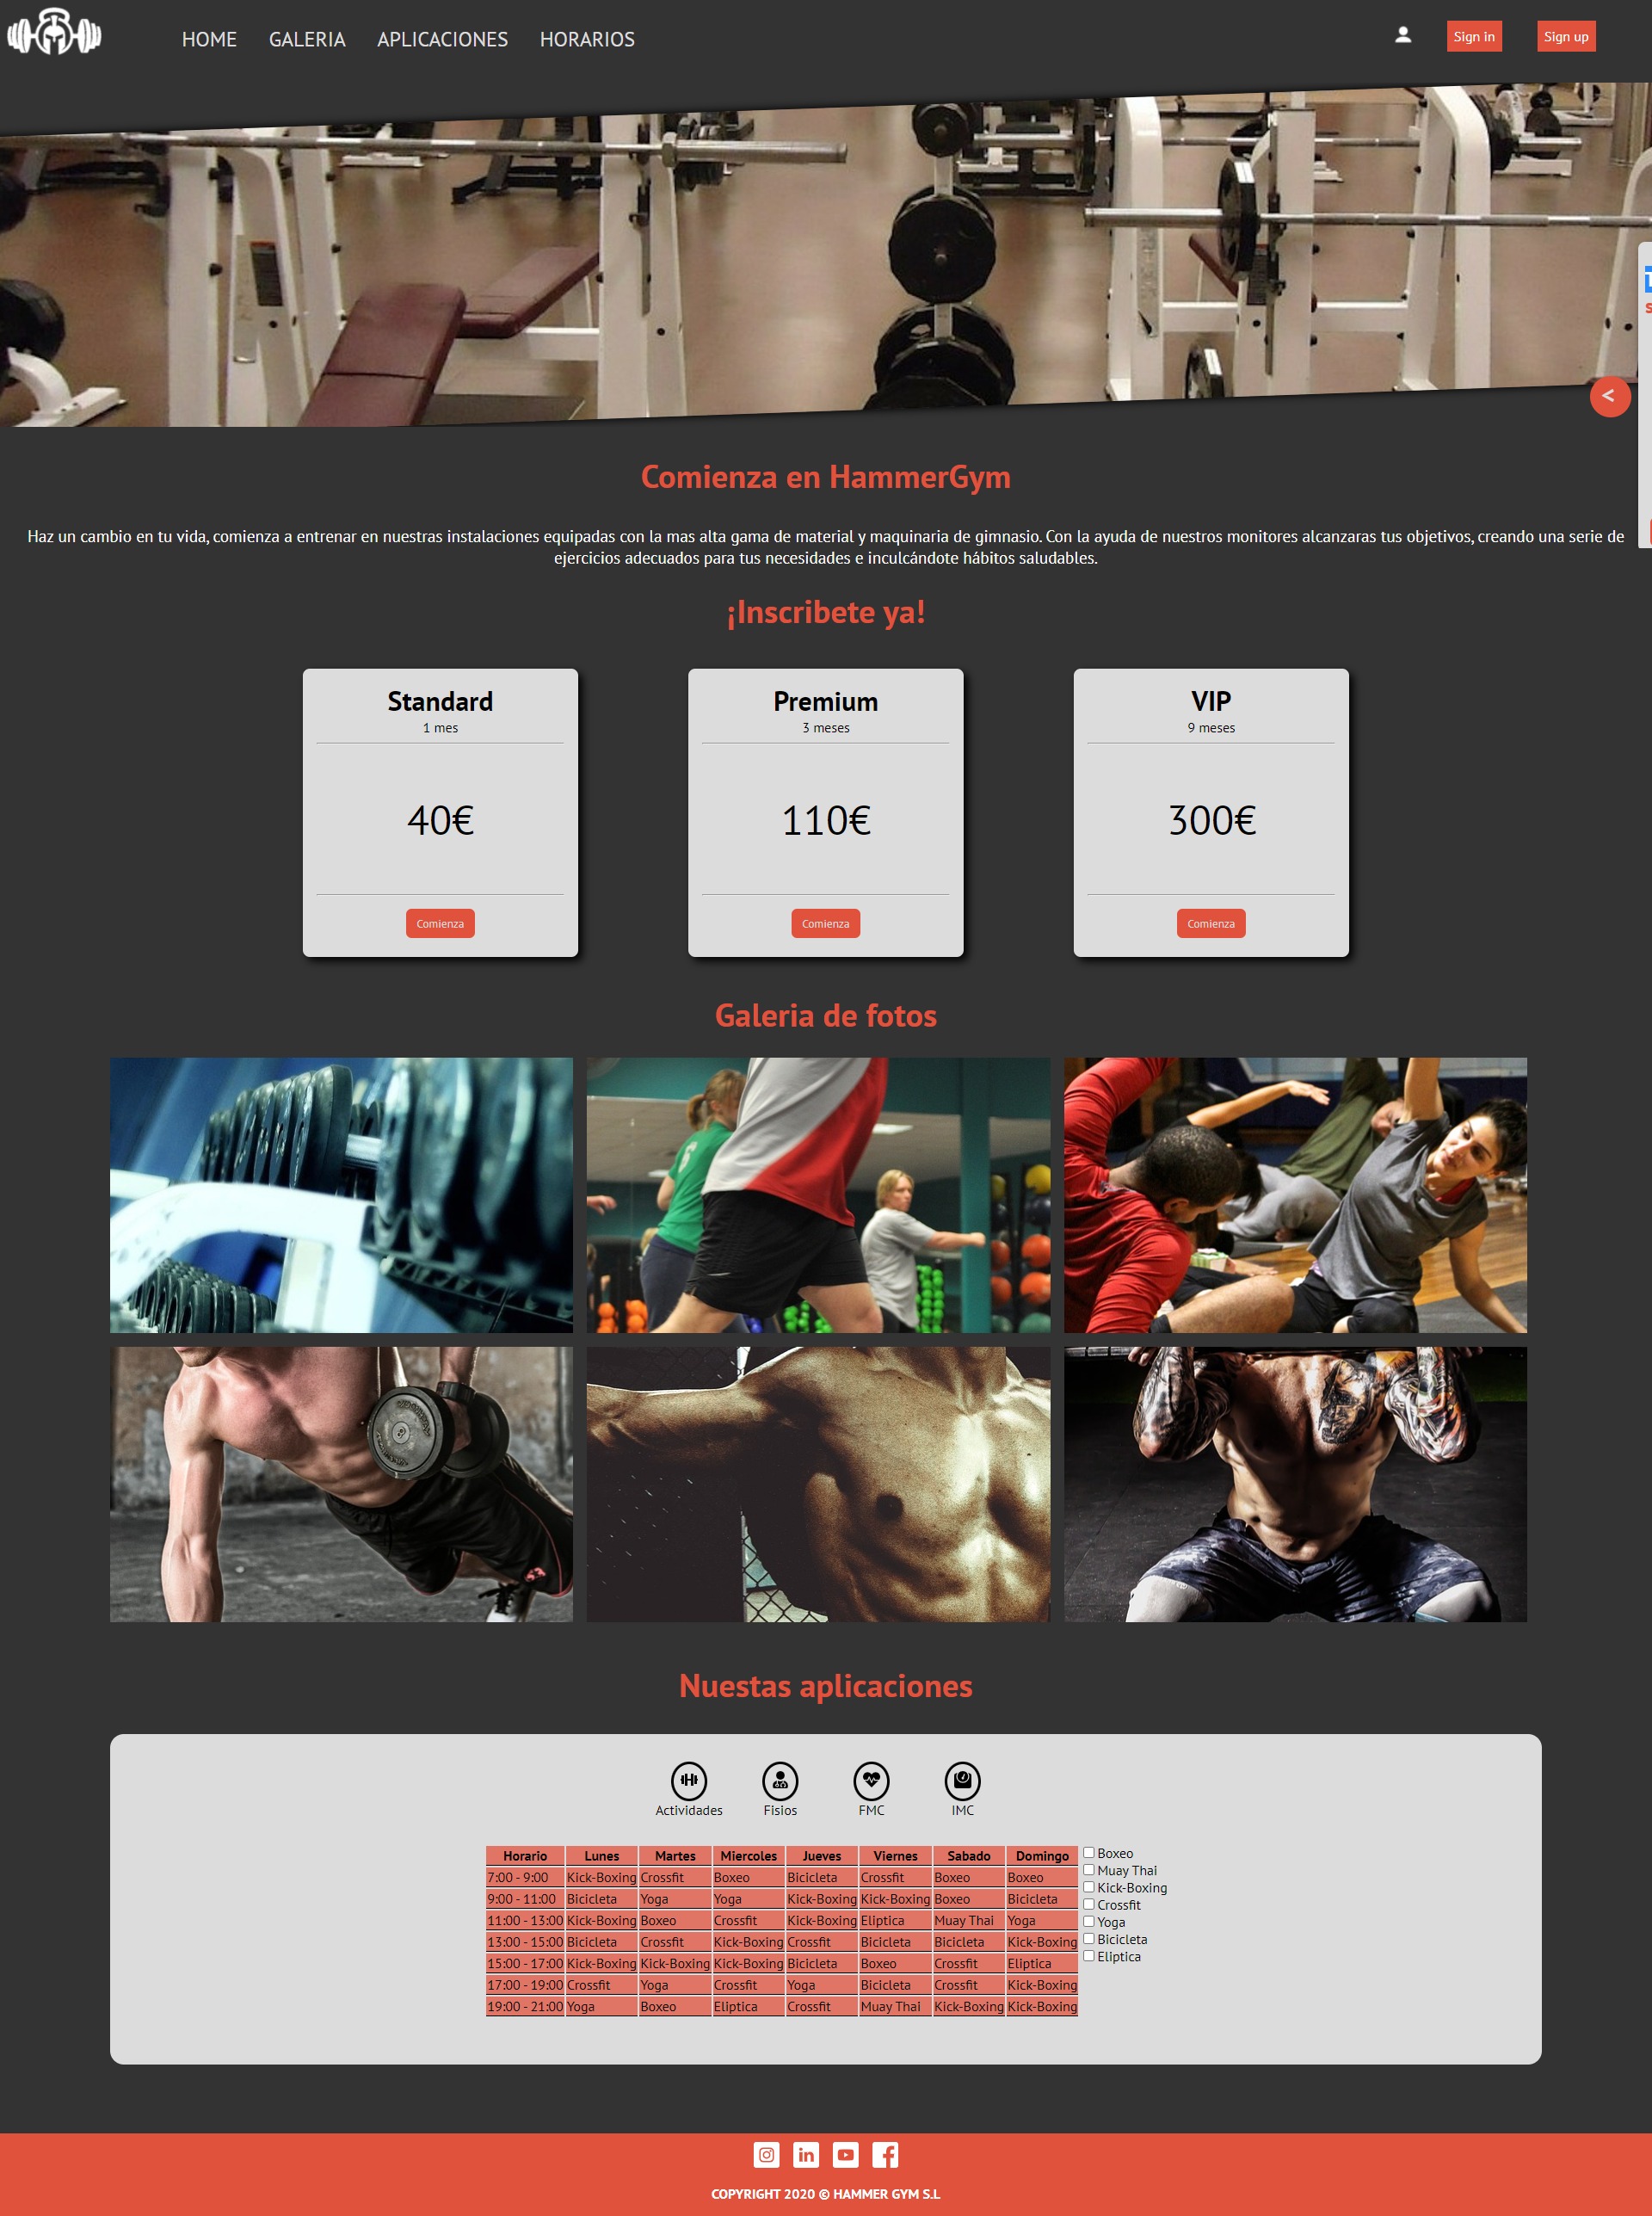 HOME GALERIA APLICACIONES HORARIOS
Sign in
Sign up
<
Comienza en HammerGym
Haz un cambio en tu vida, comienza a entrenar en nuestras instalaciones equipadas con la mas alta gama de material y maquinaria de gimnasio. Con la ayuda de nuestros monitores alcanzaras tus objetivos, creando una serie de
ejercicios adecuados para tus necesidades e inculcándote hábitos saludables.
¡Inscribete ya!
Standard
1 mes
40€
Comienza
Premium
3 meses
110€
Comienza
VIP
9 meses
300€
Comienza
Galeria de fotos
Nuestas aplicaciones
Actividades Fisios FMC IMC
Horario Lunes Martes Miercoles Jueves Viernes Sabado Domingo
7:00 - 9:00 Kick-Boxing Crossfit Boxeo Bicicleta Crossfit Boxeo Boxeo
9:00 - 11:00 Bicicleta Yoga Yoga Kick-Boxing Kick-Boxing Boxeo Bicicleta
11:00 - 13:00 Kick-Boxing Boxeo Crossfit Kick-Boxing Eliptica Muay Thai Yoga
13:00 - 15:00 Bicicleta Crossfit Kick-Boxing Crossfit Bicicleta Bicicleta Kick-Boxing
15:00 - 17:00 Kick-Boxing Kick-Boxing Kick-Boxing Bicicleta Boxeo Crossfit Eliptica
17:00 - 19:00 Crossfit Yoga Crossfit Yoga Bicicleta Crossfit Kick-Boxing
19:00 - 21:00 Yoga Boxeo Eliptica Crossfit Muay Thai Kick-Boxing Kick-Boxing
Boxeo
Muay Thai
Kick-Boxing
Crossfit
Yoga
Bicicleta
Eliptica
COPYRIGHT 2020 © HAMMER GYM S.L